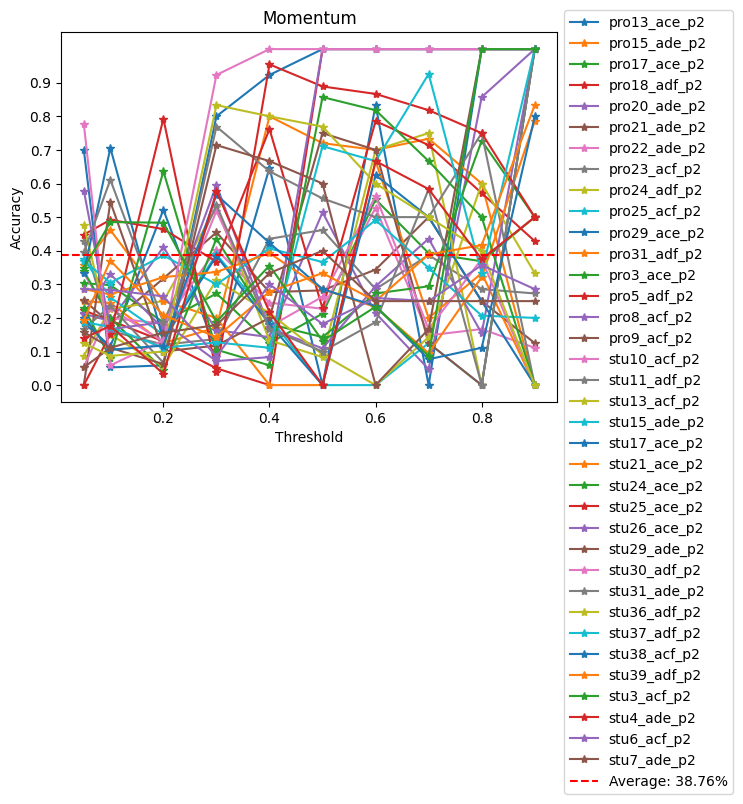 Momentum
Accuracy
0.9
0.8
0.7
0.6
0.5
0.4
0.3
0.2
0.1
0.0
0.2 0.4 0.6 0.8
Threshold
pro13_ace_p2
pro15_ade_p2
pro17_ace_p2
pro18_adf_p2
pro20_ade_p2
pro21_ade_p2
pro22_ade_p2
pro23_acf_p2
pro24_adf_p2
pro25_acf_p2
pro29_ace_p2
pro31_adf_p2
pro3_ace_p2
pro5_adf_p2
pro8_acf_p2
pro9_acf_p2
stu10_acf_p2
stu11_adf_p2
stu13_acf_p2
stu15_ade_p2
stu17_ace_p2
stu21_ace_p2
stu24_ace_p2
stu25_ace_p2
stu26_ace_p2
stu29_ade_p2
stu30_adf_p2
stu31_ade_p2
stu36_adf_p2
stu37_adf_p2
stu38_acf_p2
stu39_adf_p2
stu3_acf_p2
stu4_ade_p2
stu6_acf_p2
stu7_ade_p2
Average: 38.76%